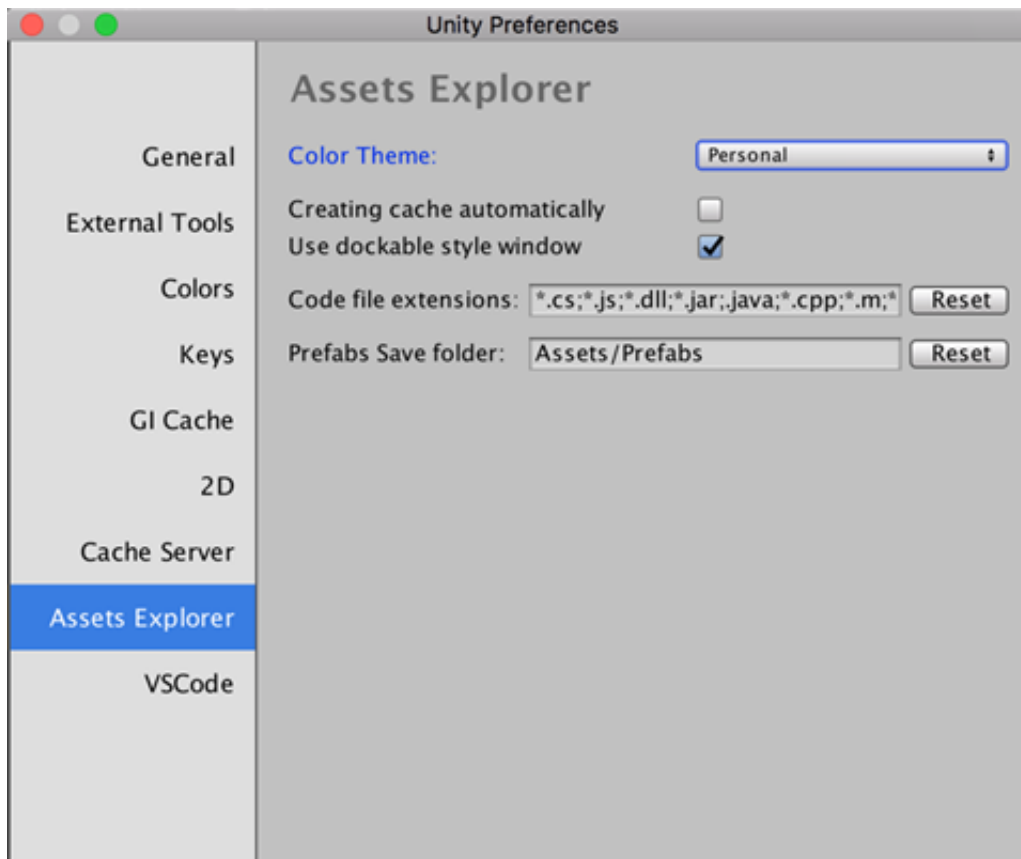 Unity Preferences
Assets Explorer
General
External Tools
Colors
Keys
GI Cache
2D
Cache Server
Assets Explorer
VSCode
Color Theme: Personal
Creating cache automatically
Use dockable style window
Code file extensions: *.cs;*.js;*.dll;*.jar;.java;*.cpp;*.m;* Reset
Prefabs Save folder: Assets/Prefabs Reset